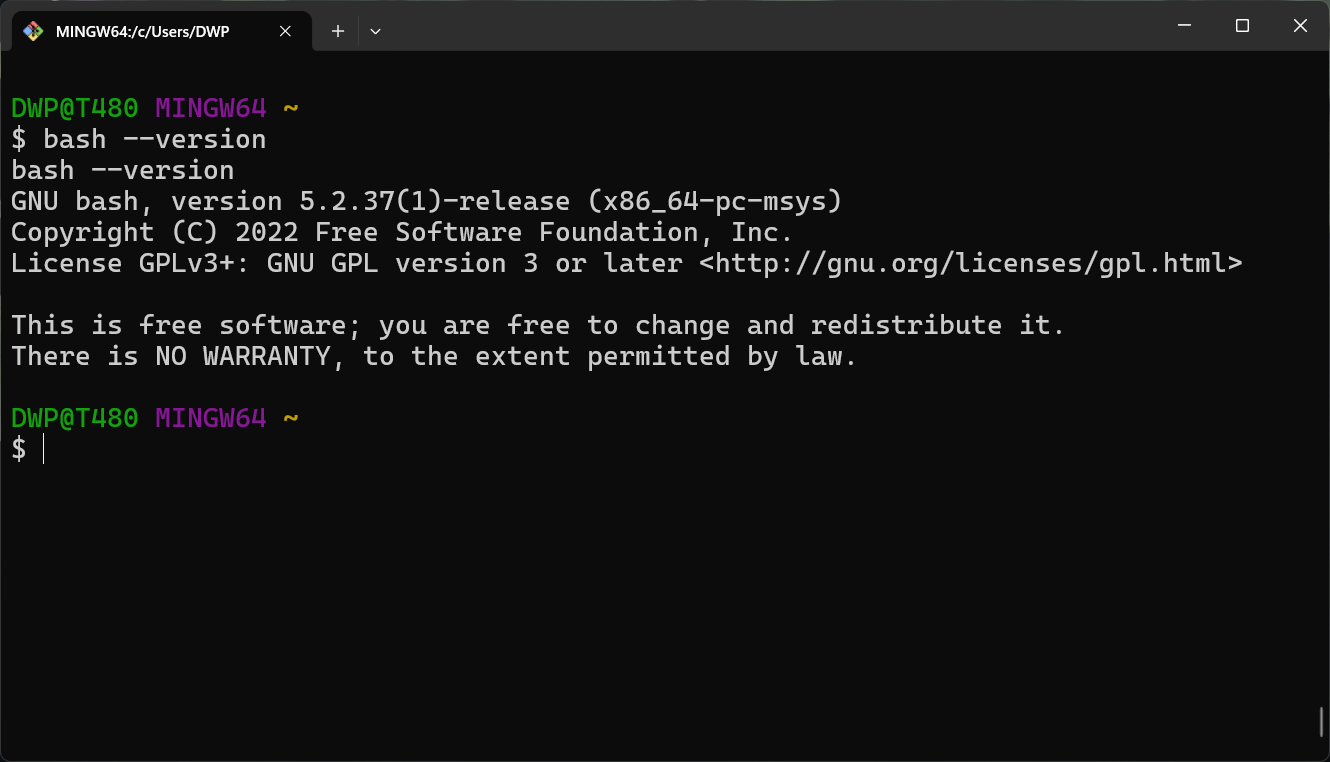 MINGW64:/c/Users/DWP
DWP@T480 MINGW64 ~
$ bash --version
bash --version
GNU bash, version 5.2.37(1)-release (x86_64-pc-msys)
Copyright (C) 2022 Free Software Foundation, Inc.
License GPLv3+: GNU GPL version 3 or later <http://gnu.org/licenses/gpl.html>
This is free software; you are free to change and redistribute it.
There is NO WARRANTY, to the extent permitted by law.
DWP@T480 MINGW64 ~
$